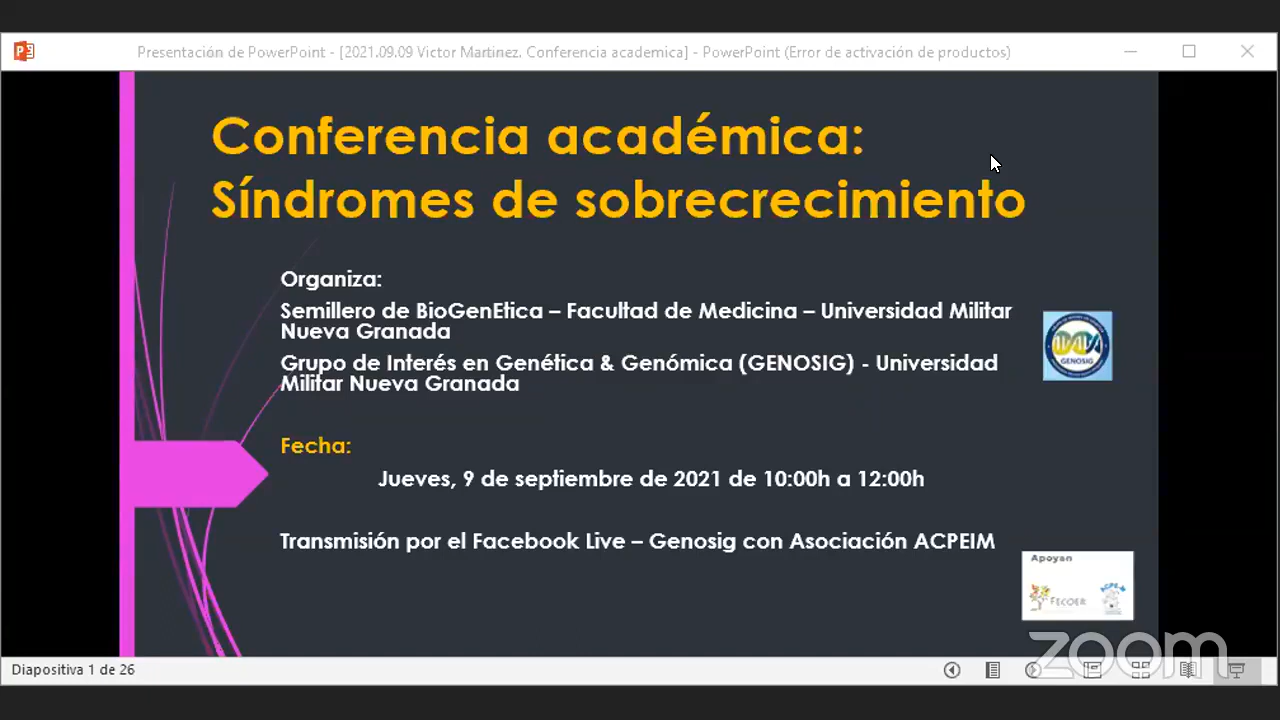 Presentación de PowerPoint - [2021.09.09 Victor Martinez. Conferencia academica] - PowerPoint (Error de activación de productos)
Conferencia académica:
Síndromes de sobrecrecimiento
Organiza:
Semillero de BioGenEtica – Facultad de Medicina – Universidad Militar
Nueva Granada
Grupo de Interés en Genética & Genómica (GENOSIG) - Universidad
Militar Nueva Granada
GENOSIG
Fecha:
Jueves, 9 de septiembre de 2021 de 10:00h a 12:00h
Transmisión por el Facebook Live – Genosig con Asociación ACPEIM
Apoyan
FECOER
zoom
Diapositiva 1 de 26